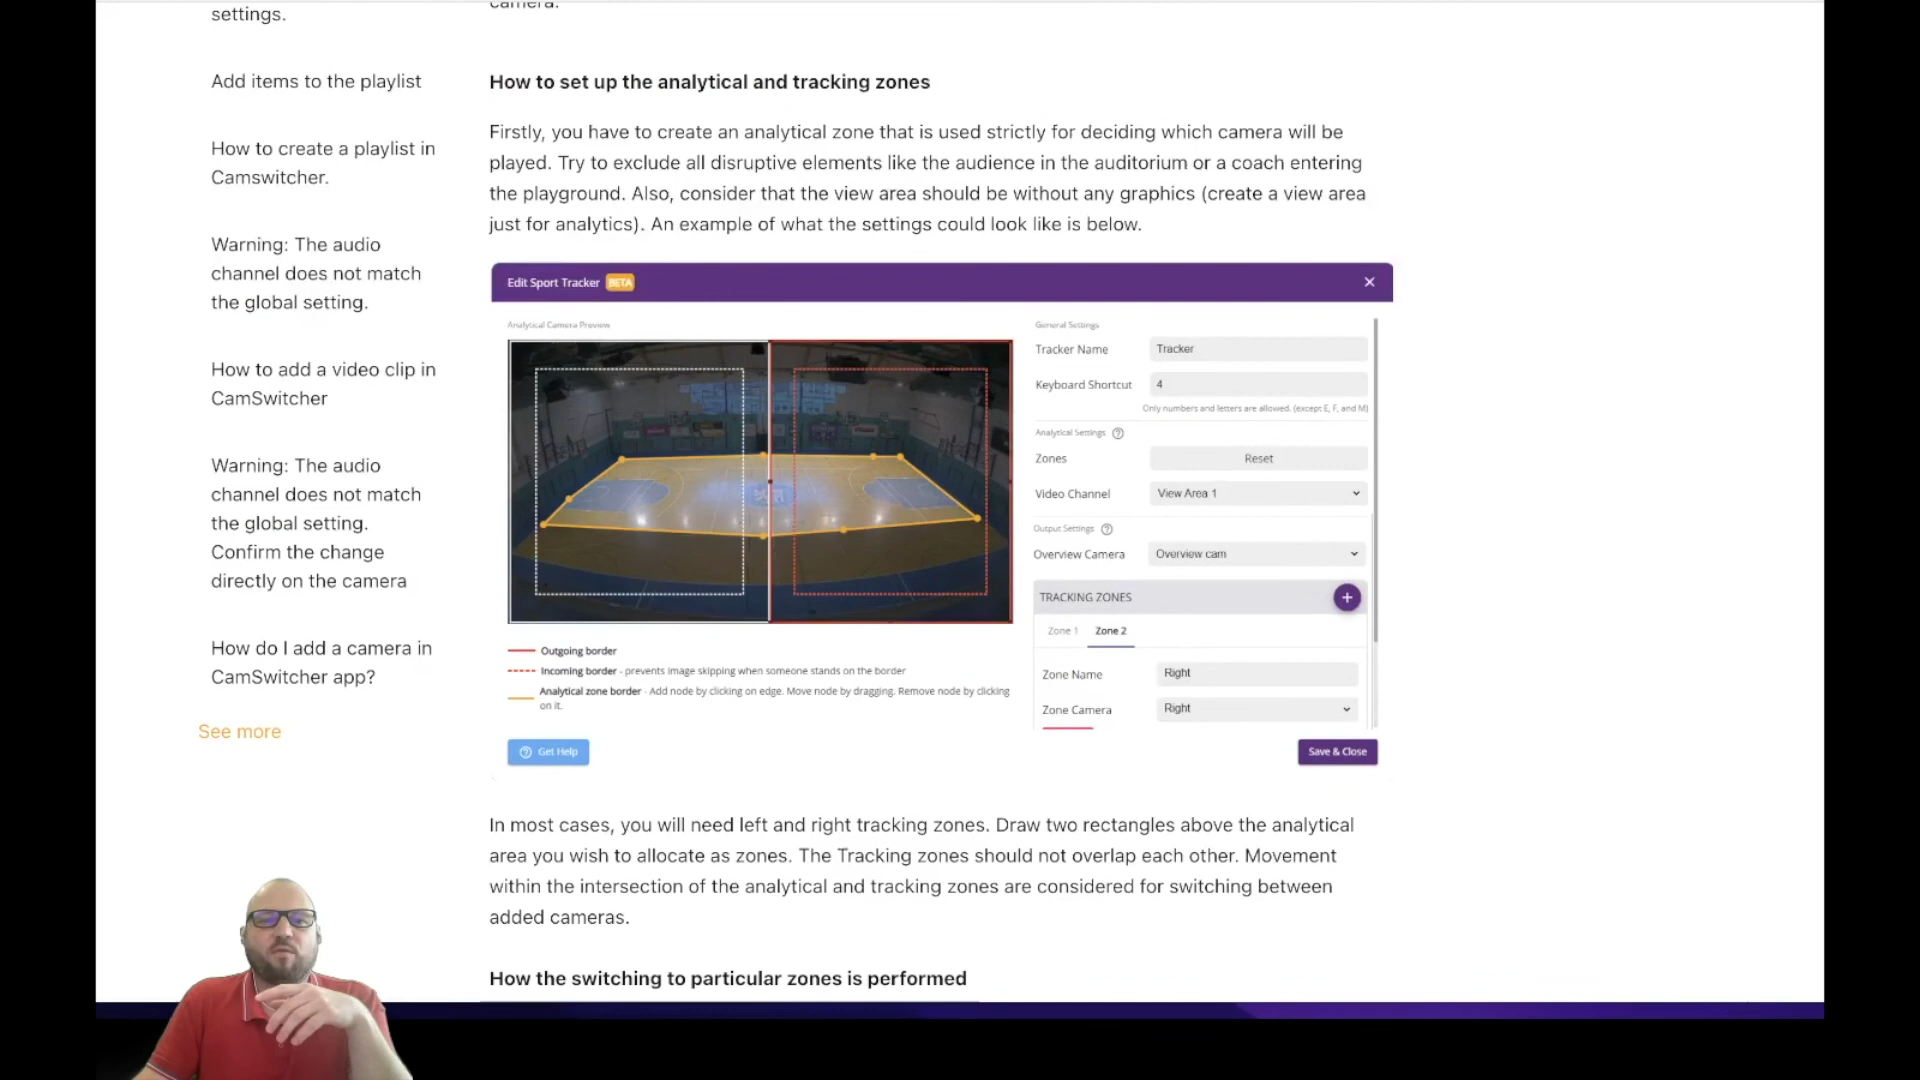 settings.
Add items to the playlist
How to create a playlist in
Camswitcher.
Warning: The audio
channel does not match
the global setting.
How to add a video clip in
CamSwitcher
Warning: The audio
channel does not match
the global setting.
Confirm the change
directly on the camera
How do I add a camera in
CamSwitcher app?
See more
camera.
How to set up the analytical and tracking zones
Firstly, you have to create an analytical zone that is used strictly for deciding which camera will be
played. Try to exclude all disruptive elements like the audience in the auditorium or a coach entering
the playground. Also, consider that the view area should be without any graphics (create a view area
just for analytics). An example of what the settings could look like is below.
Edit Sport Tracker BETA
Analytical Camera Preview
Outgoing border
Incoming border - prevents image skipping when someone stands on the border
Analytical zone border - Add node by clicking on edge. Move node by dragging. Remove node by clicking
on it.
Get Help
General Settings
Tracker Name Tracker
Keyboard Shortcut 4
Only numbers and letters are allowed. (except E, F, and M)
Analytical Settings
Zones Reset
Video Channel View Area 1
Output Settings
Overview Camera Overview cam
TRACKING ZONES
Zone 1 Zone 2
Zone Name Right
Zone Camera Right
Save & Close
In most cases, you will need left and right tracking zones. Draw two rectangles above the analytical
area you wish to allocate as zones. The Tracking zones should not overlap each other. Movement
within the intersection of the analytical and tracking zones are considered for switching between
added cameras.
How the switching to particular zones is performed